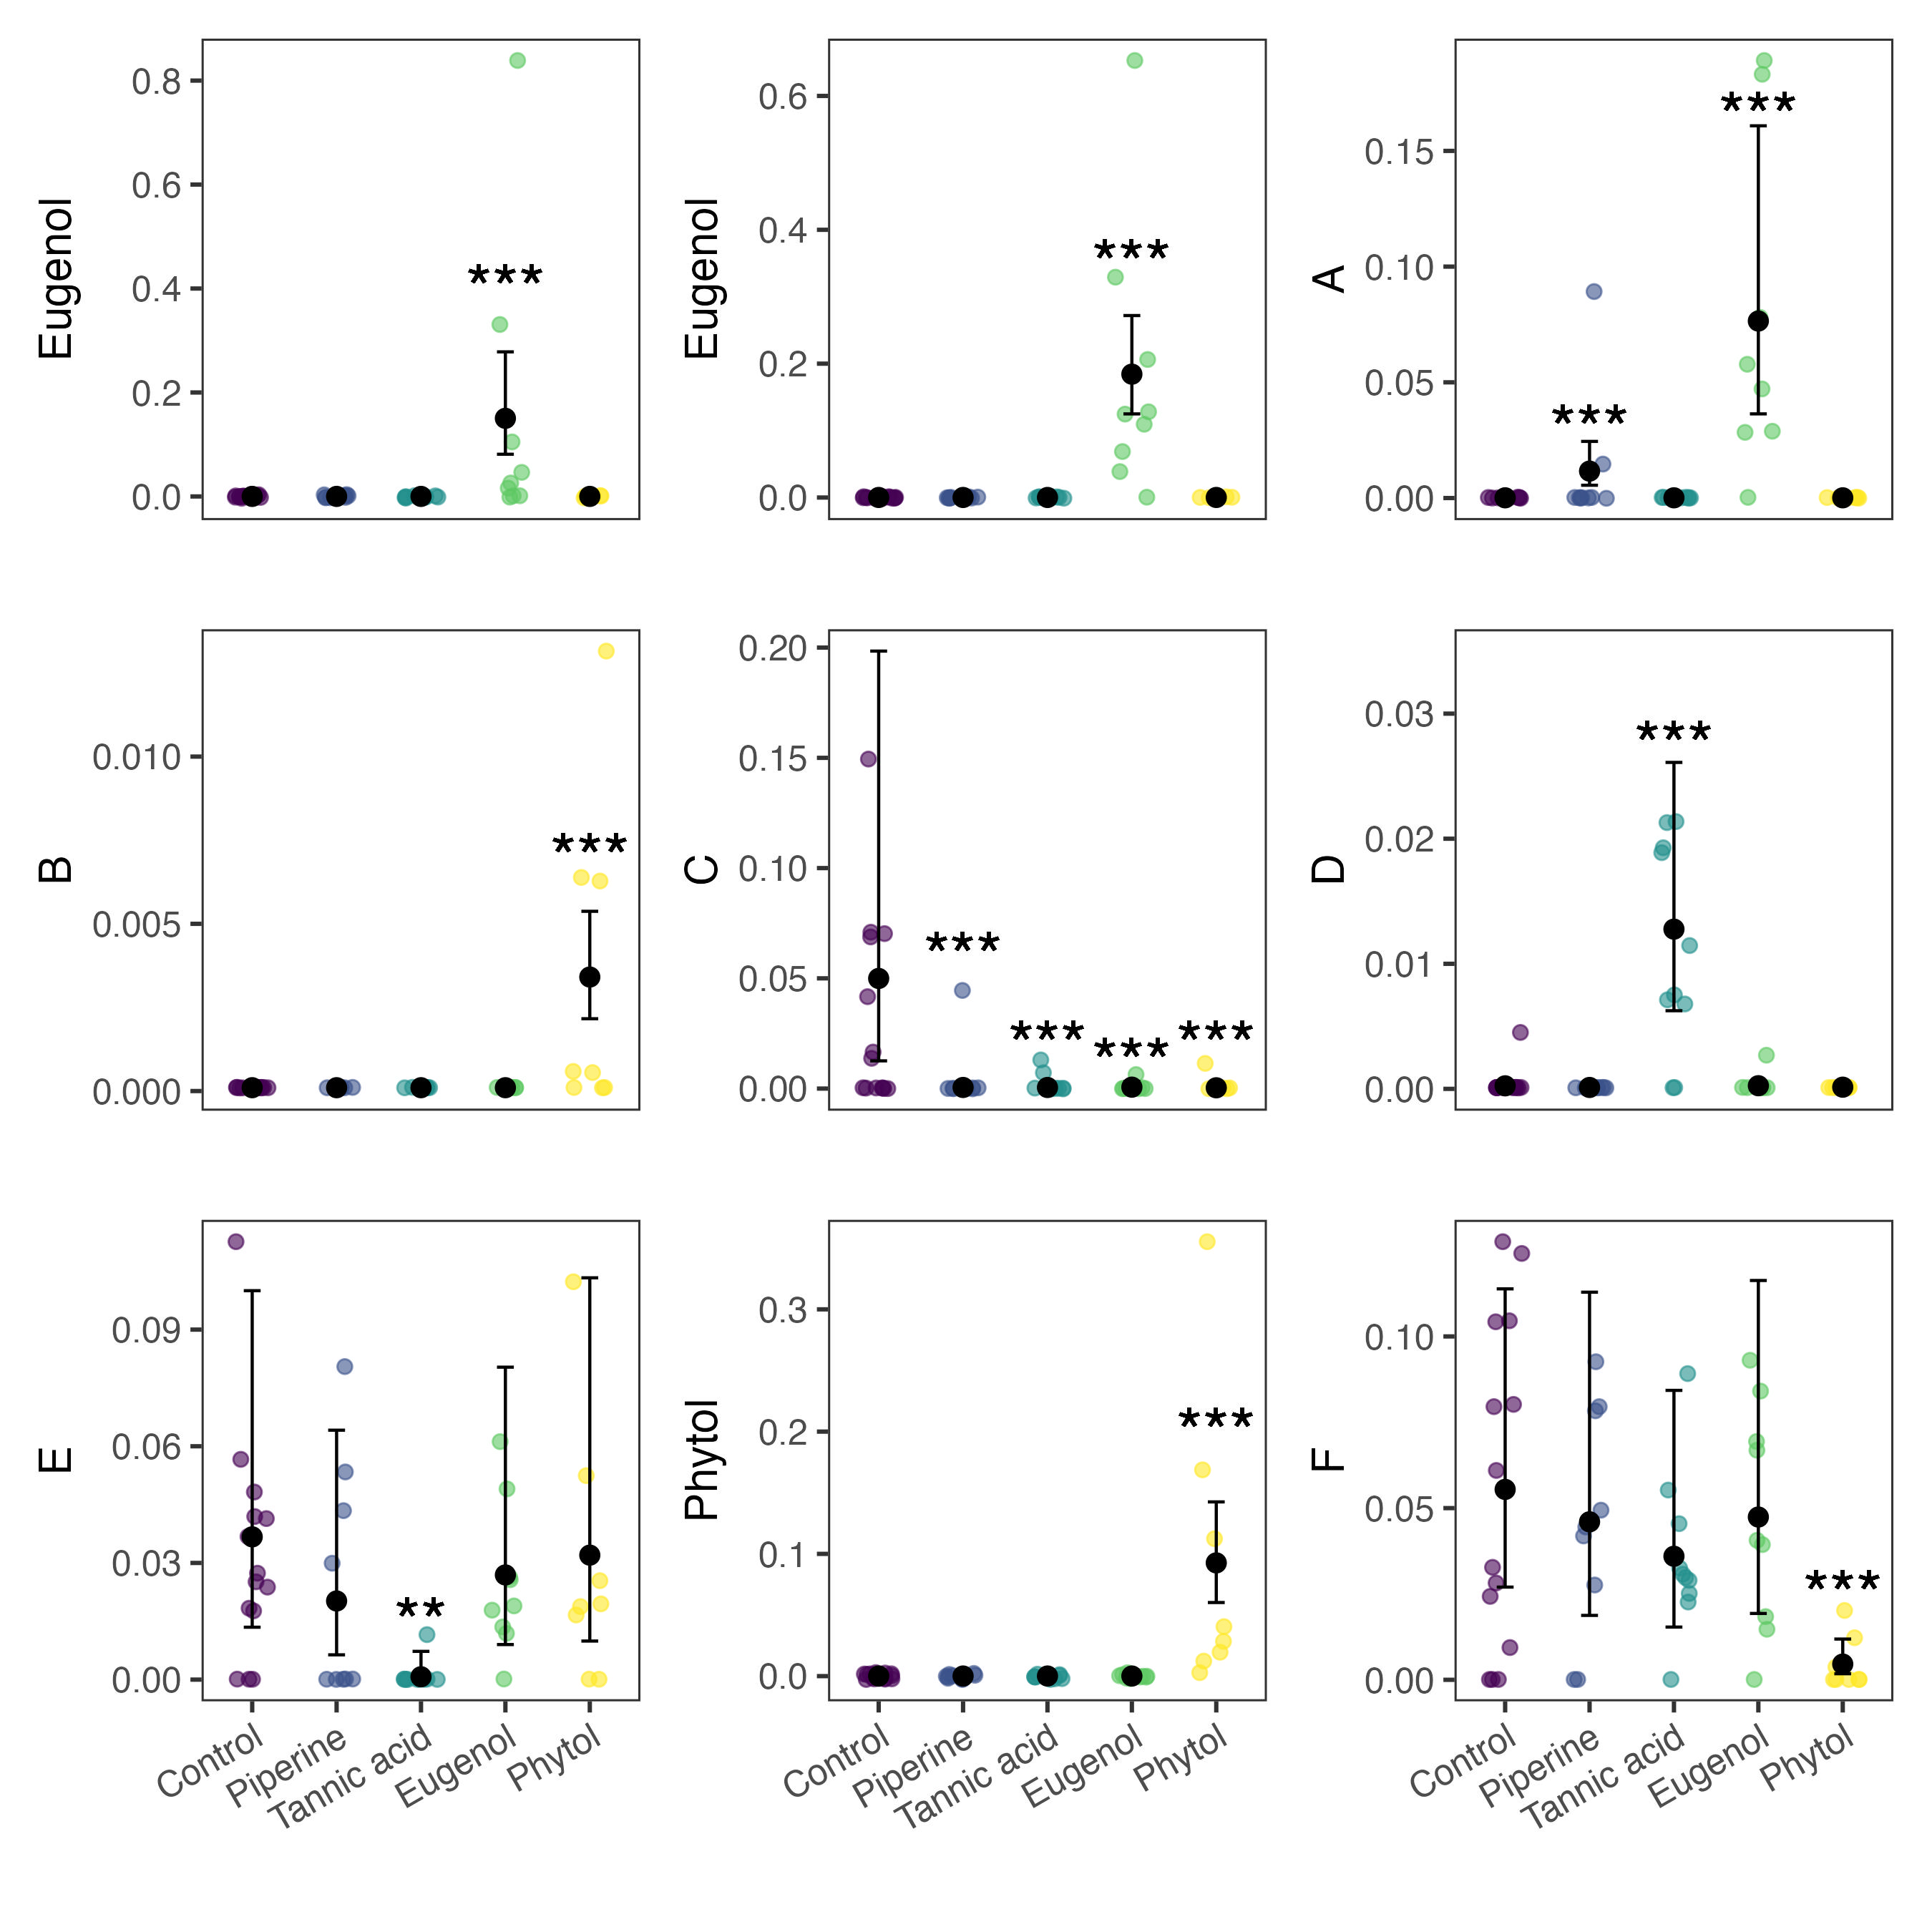 Eugenol
0.8
0.6
0.4
0.2
0.0
***
Eugenol
0.6
0.4
0.2
0.0
***
A
0.15
0.10
0.05
0.00
***
***
B
0.010
0.005
0.000
***
C
0.20
0.15
0.10
0.05
0.00
***
***
***
***
D
0.03
0.02
0.01
0.00
***
E
0.09
0.06
0.03
0.00
**
Control
Piperine
Tannic acid
Eugenol
Phytol
Phytol
0.3
0.2
0.1
0.0
***
Control
Piperine
Tannic acid
Eugenol
Phytol
F
0.10
0.05
0.00
***
Control
Piperine
Tannic acid
Eugenol
Phytol